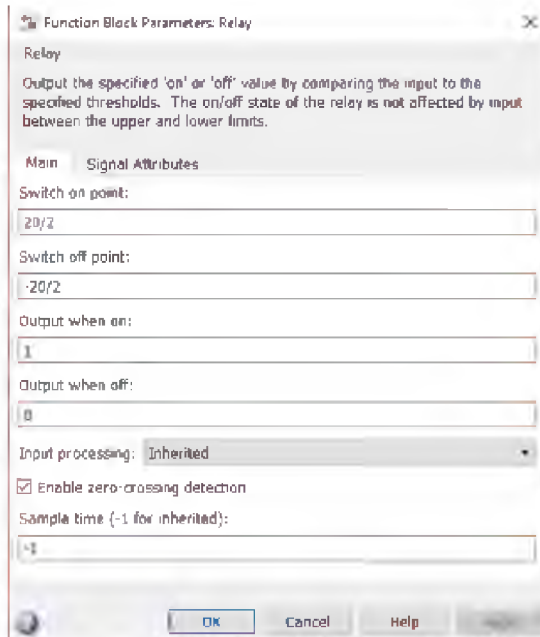 Function Block Parameters: Relay
Relay
Output the specified 'on' or 'off' value by comparing the input to the
specified thresholds. The on/off state of the relay is not affected by input
between the upper and lower limits.
Main Signal Attributes
Switch on point:
20/2
Switch off point:
-20/2
Output when on:
1
Output when off:
0
Input processing: Inherited
Enable zero-crossing detection
Sample time (-1 for inherited):
-1
OK Cancel Help